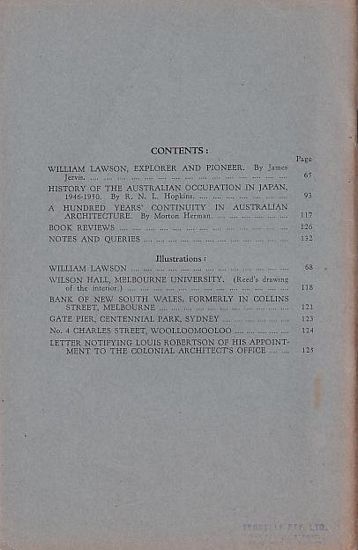 CONTENTS :
Page
WILLIAM LAWSON, EXPLORER AND PIONEER. By James
Jervis. .... .... .... .... .... .... .... .... .... .... .... .... .... .... 65
HISTORY OF THE AUSTRALIAN OCCUPATION IN JAPAN,
1946-1950. By R. N. L. Hopkins. .... .... .... .... .... .... .... 93
A HUNDRED YEARS' CONTINUITY IN AUSTRALIAN
ARCHITECTURE. By Morton Herman. .... .... .... .... .... 117
BOOK REVIEWS .... .... .... .... .... .... .... .... .... .... .... 126
NOTES AND QUERIES .... .... .... .... .... .... .... .... .... .... 132
Illustrations :
WILLIAM LAWSON .... .... .... .... .... .... .... .... .... .... .... 68
WILSON HALL, MELBOURNE UNIVERSITY. (Reed's drawing
of the interior.) .... .... .... .... .... .... .... .... .... .... .... 118
BANK OF NEW SOUTH WALES, FORMERLY IN COLLINS
STREET, MELBOURNE .... .... .... .... .... .... .... .... .... 121
GATE PIER, CENTENNIAL PARK, SYDNEY .... .... .... .... .... 123
No. 4 CHARLES STREET, WOOLLOOMOOLOO .... .... .... .... 124
LETTER NOTIFYING LOUIS ROBERTSON OF HIS APPOINT-
MENT TO THE COLONIAL ARCHITECT'S OFFICE .... .... 125
PTY. LTD.